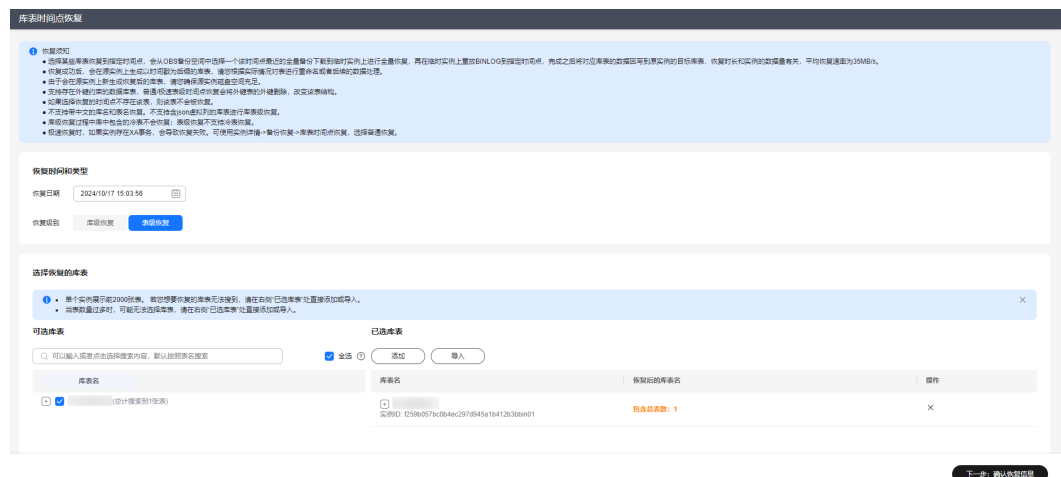 库表时间点恢复
恢复须知
● 选择某些库表恢复到指定时间点，会从OBS备份空间中选择一个该时间点最近的全量备份下载到临时实例上进行全量恢复，再在临时实例上重放BINLOG到指定时间点，完成之后将对应库表的数据回写到原实例的目标库表，恢复时长和实例的数据量有关，平均恢复速率为35MB/s。
● 恢复成功后，会在源实例上生成以时间戳为后缀的库表，请您根据实际情况对表进行重命名或者后续的数据处理。
● 由于会在源实例上新生成恢复后的库表，请您确保源实例磁盘空间充足。
● 支持存在外键约束的数据库表，普通/极速表级时间点恢复会将外键表的外键删除，改变该表结构。
● 如果选择恢复的时间点不存在该表，则该表不会被恢复。
● 不支持带中文的库名和表名恢复。不支持含json虚拟列的库表进行库表级恢复。
● 库级恢复过程中库中包含的冷表不会恢复；表级恢复不支持冷表恢复。
● 极速恢复时，如果实例存在XA事务，会导致恢复失败。可使用实例详情->备份恢复->库表时间点恢复，选择普通恢复。
恢复时间和类型
恢复日期 2024/10/17 15:03:56
恢复级别 库级恢复 表级恢复
选择恢复的库表
● 单个实例展示前2000张表。若您想要恢复的库表无法搜到，请在右侧“已选库表”处直接添加或导入。
● 当表数量过多时，可能无法选择库表，请在右侧“已选库表”处直接添加或导入。
可选库表 已选库表
可以输入或者点击选择搜索内容，默认按照表名搜索 全选 添加 导入
库表名 库表名 恢复后的库表名 操作
(总计搜索到1张表)
实例ID: f259b057bc8b4ec297d945a1b412b3bbin01 包含总表数：1
下一步：确认恢复信息